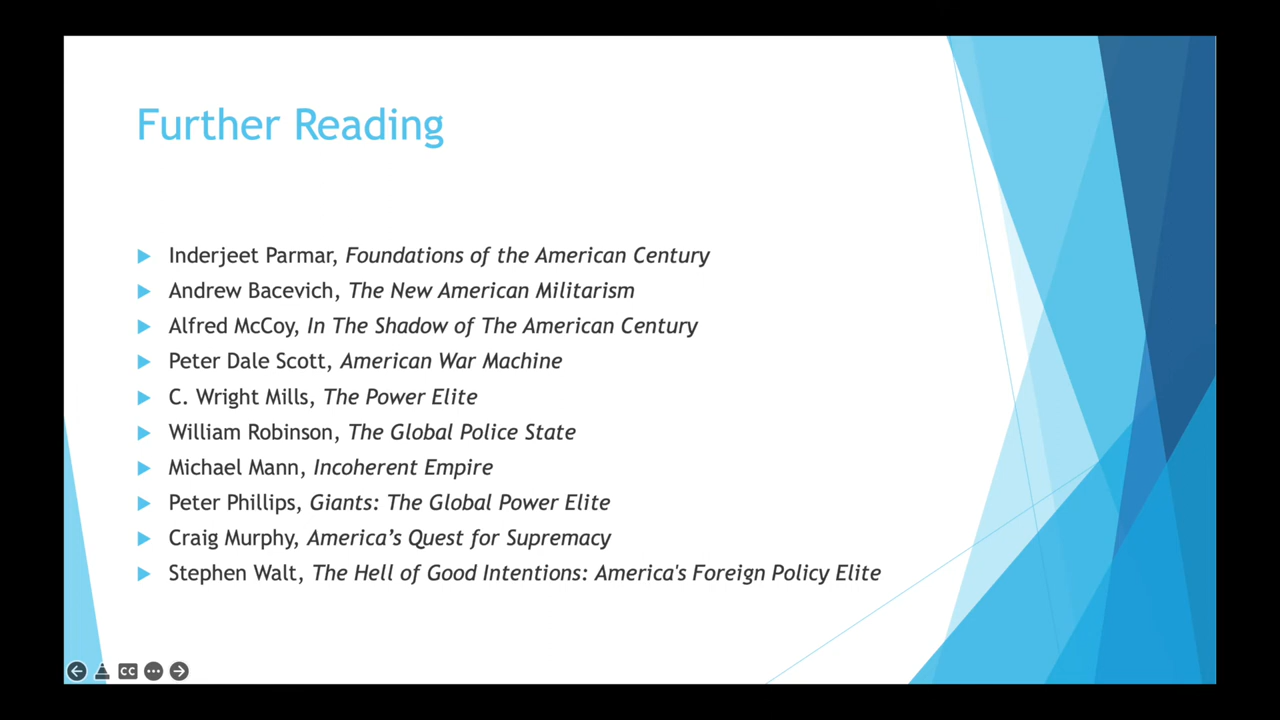 Further Reading
Inderjeet Parmar, Foundations of the American Century
Andrew Bacevich, The New American Militarism
Alfred McCoy, In The Shadow of The American Century
Peter Dale Scott, American War Machine
C. Wright Mills, The Power Elite
William Robinson, The Global Police State
Michael Mann, Incoherent Empire
Peter Phillips, Giants: The Global Power Elite
Craig Murphy, America’s Quest for Supremacy
Stephen Walt, The Hell of Good Intentions: America's Foreign Policy Elite
CC